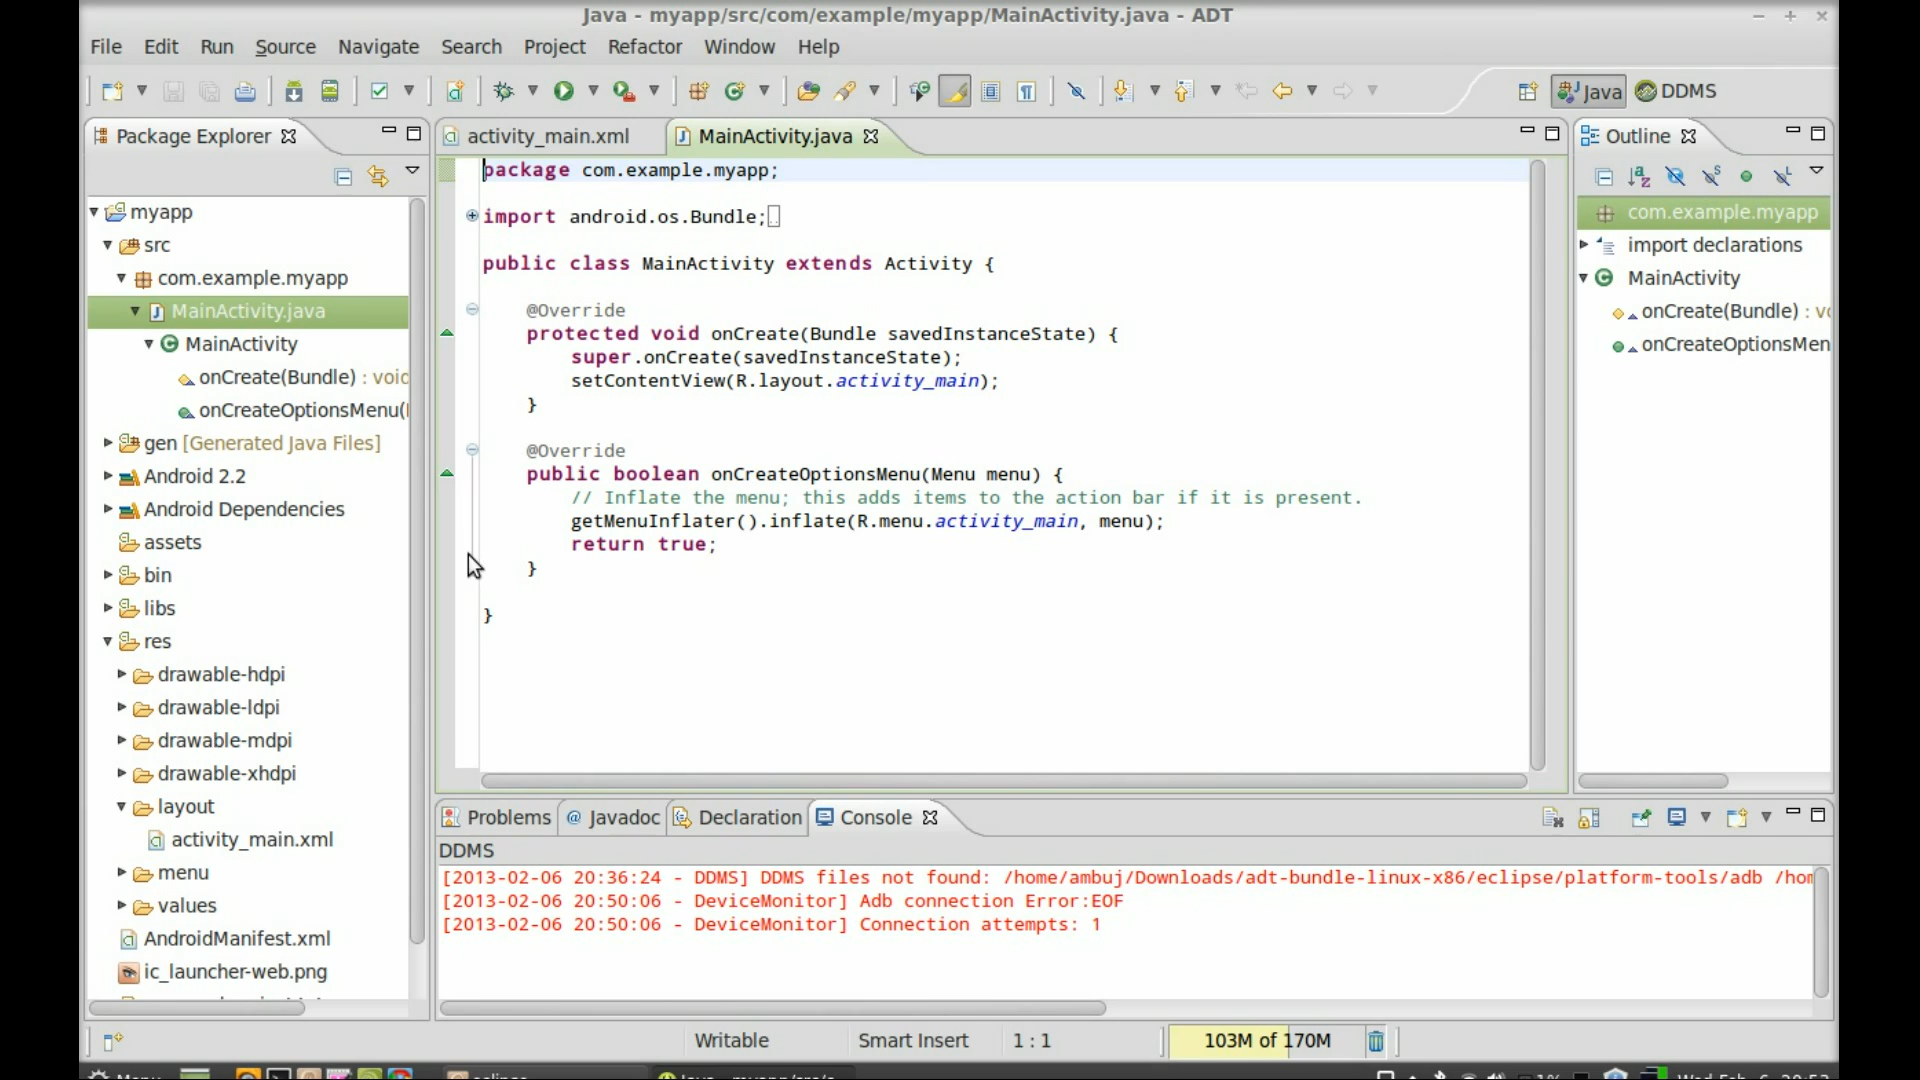 Java - myapp/src/com/example/myapp/MainActivity.java - ADT
File Edit Run Source Navigate Search Project Refactor Window Help
Java DDMS
Package Explorer
myapp
src
com.example.myapp
MainActivity.java
MainActivity
onCreate(Bundle) : void
onCreateOptionsMenu(
gen [Generated Java Files]
Android 2.2
Android Dependencies
assets
bin
libs
res
drawable-hdpi
drawable-ldpi
drawable-mdpi
drawable-xhdpi
layout
activity_main.xml
menu
values
AndroidManifest.xml
ic_launcher-web.png
activity_main.xml MainActivity.java
package com.example.myapp;
import android.os.Bundle;
public class MainActivity extends Activity {
@Override
protected void onCreate(Bundle savedInstanceState) {
super.onCreate(savedInstanceState);
setContentView(R.layout.activity_main);
}
@Override
public boolean onCreateOptionsMenu(Menu menu) {
// Inflate the menu; this adds items to the action bar if it is present.
getMenuInflater().inflate(R.menu.activity_main, menu);
return true;
}
}
Outline
com.example.myapp
import declarations
MainActivity
onCreate(Bundle) : vo
onCreateOptionsMen
Problems Javadoc Declaration Console
DDMS
[2013-02-06 20:36:24 - DDMS] DDMS files not found: /home/ambuj/Downloads/adt-bundle-linux-x86/eclipse/platform-tools/adb /hom
[2013-02-06 20:50:06 - DeviceMonitor] Adb connection Error:EOF
[2013-02-06 20:50:06 - DeviceMonitor] Connection attempts: 1
Writable Smart Insert 1 : 1 103M of 170M